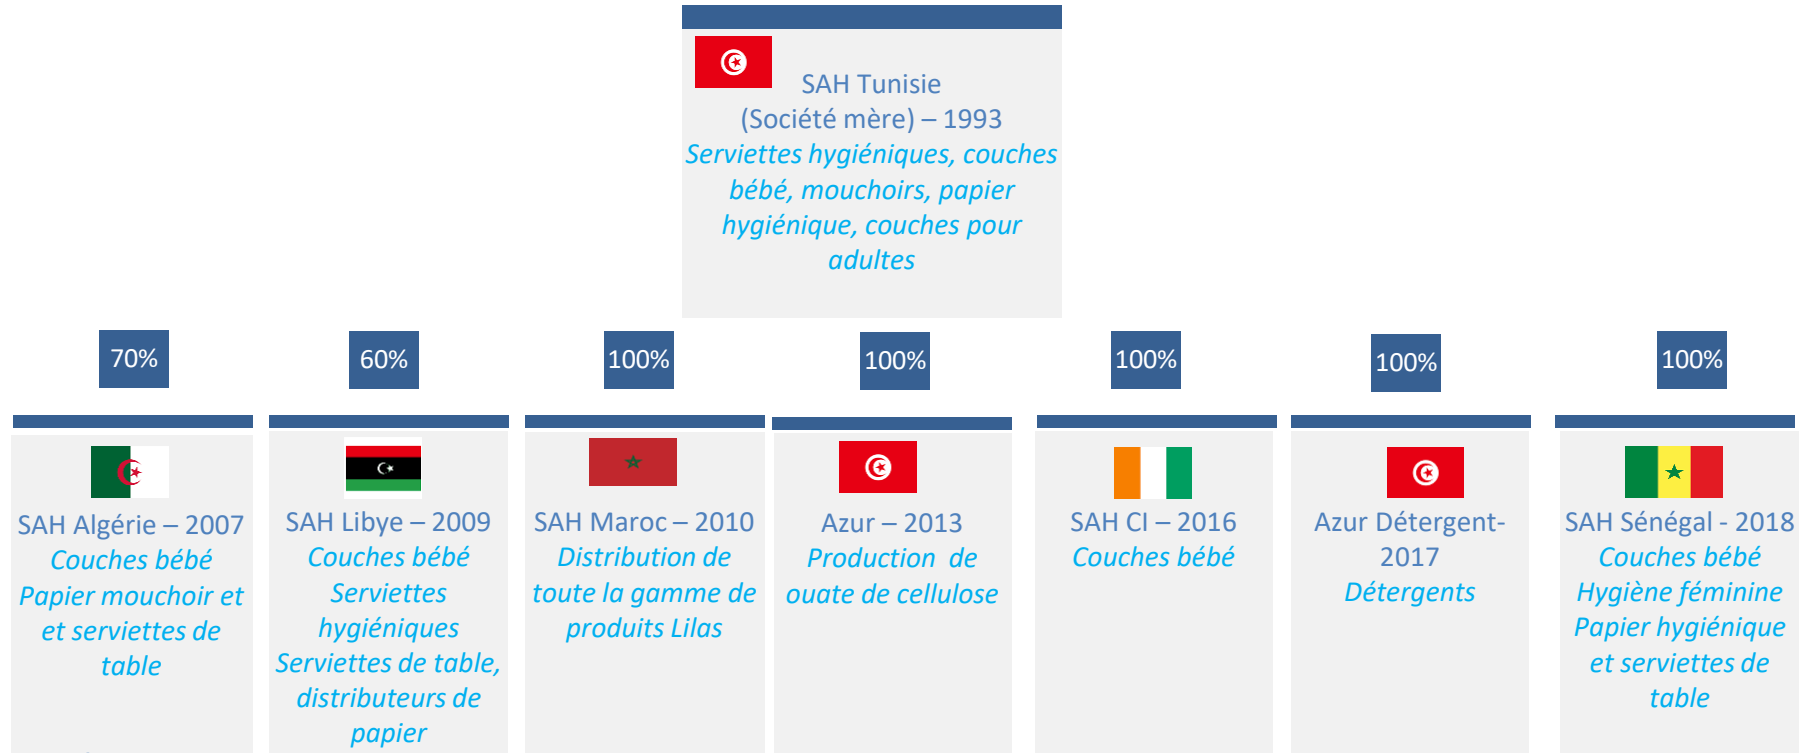 SAH Tunisie
(Société mère) – 1993
Serviettes hygiéniques, couches
bébé, mouchoirs, papier
hygiénique, couches pour
adultes
70%
60%
100%
100%
100%
100%
100%
SAH Algérie – 2007
Couches bébé
Papier mouchoir et
et serviettes de
table
SAH Libye – 2009
Couches bébé
Serviettes
hygiéniques
Serviettes de table,
distributeurs de
papier
SAH Maroc – 2010
Distribution de
toute la gamme de
produits Lilas
Azur – 2013
Production de
ouate de cellulose
SAH CI – 2016
Couches bébé
Azur Détergent-
2017
Détergents
SAH Sénégal - 2018
Couches bébé
Hygiène féminine
Papier hygiénique
et serviettes de
table